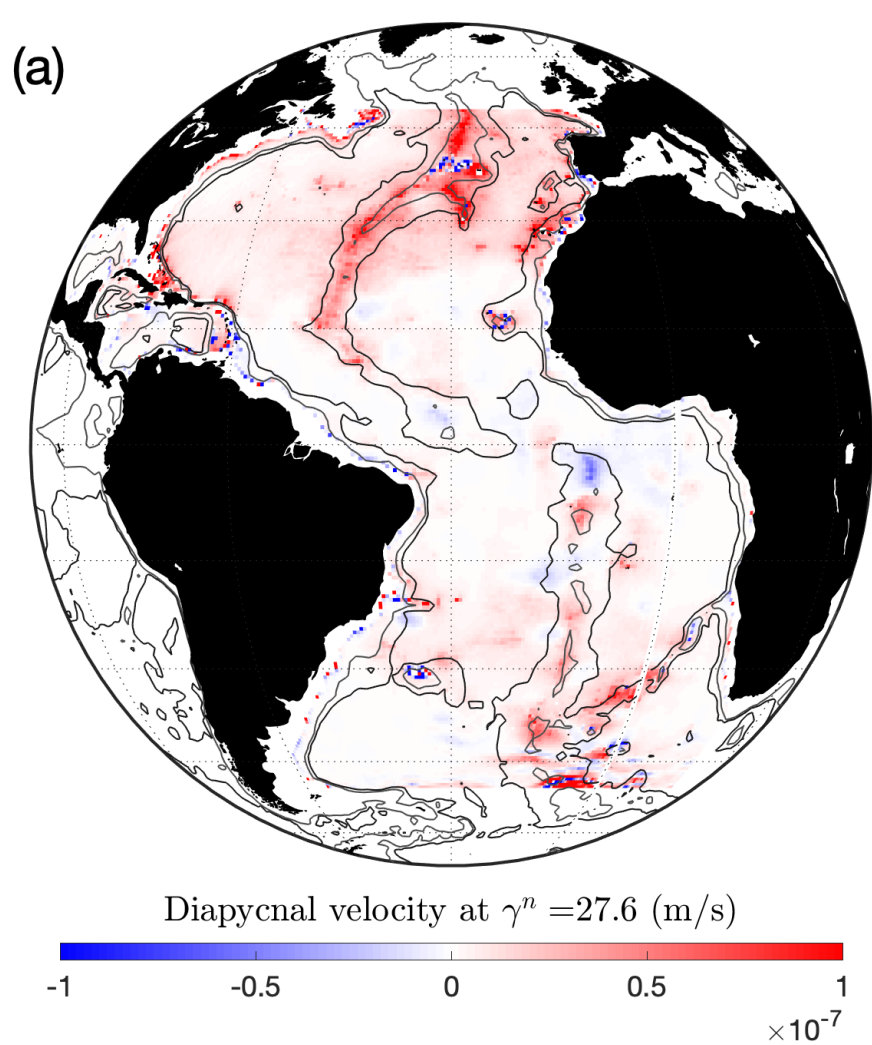 (a)
Diapycnal velocity at γⁿ =27.6 (m/s)
-1 -0.5 0 0.5 1
×10⁻⁷